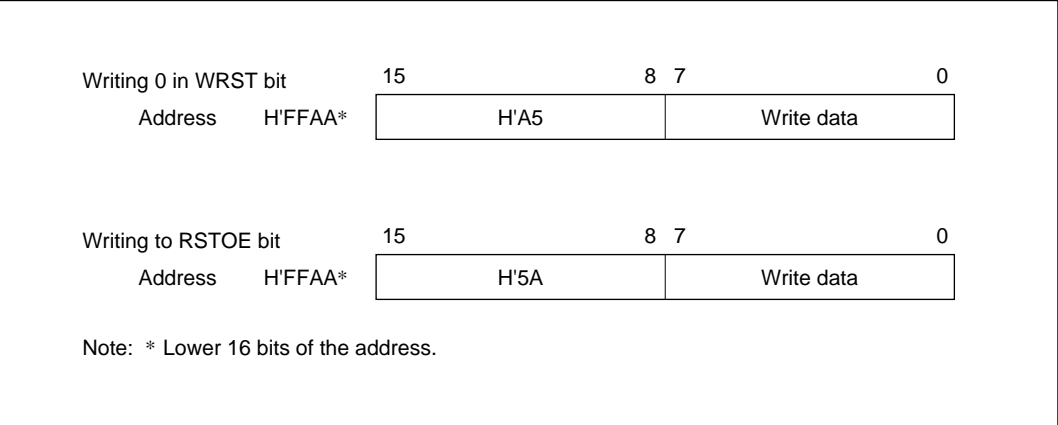 Writing 0 in WRST bit 15 8 7 0
Address H'FFAA* H'A5 Write data
Writing to RSTOE bit 15 8 7 0
Address H'FFAA* H'5A Write data
Note: * Lower 16 bits of the address.